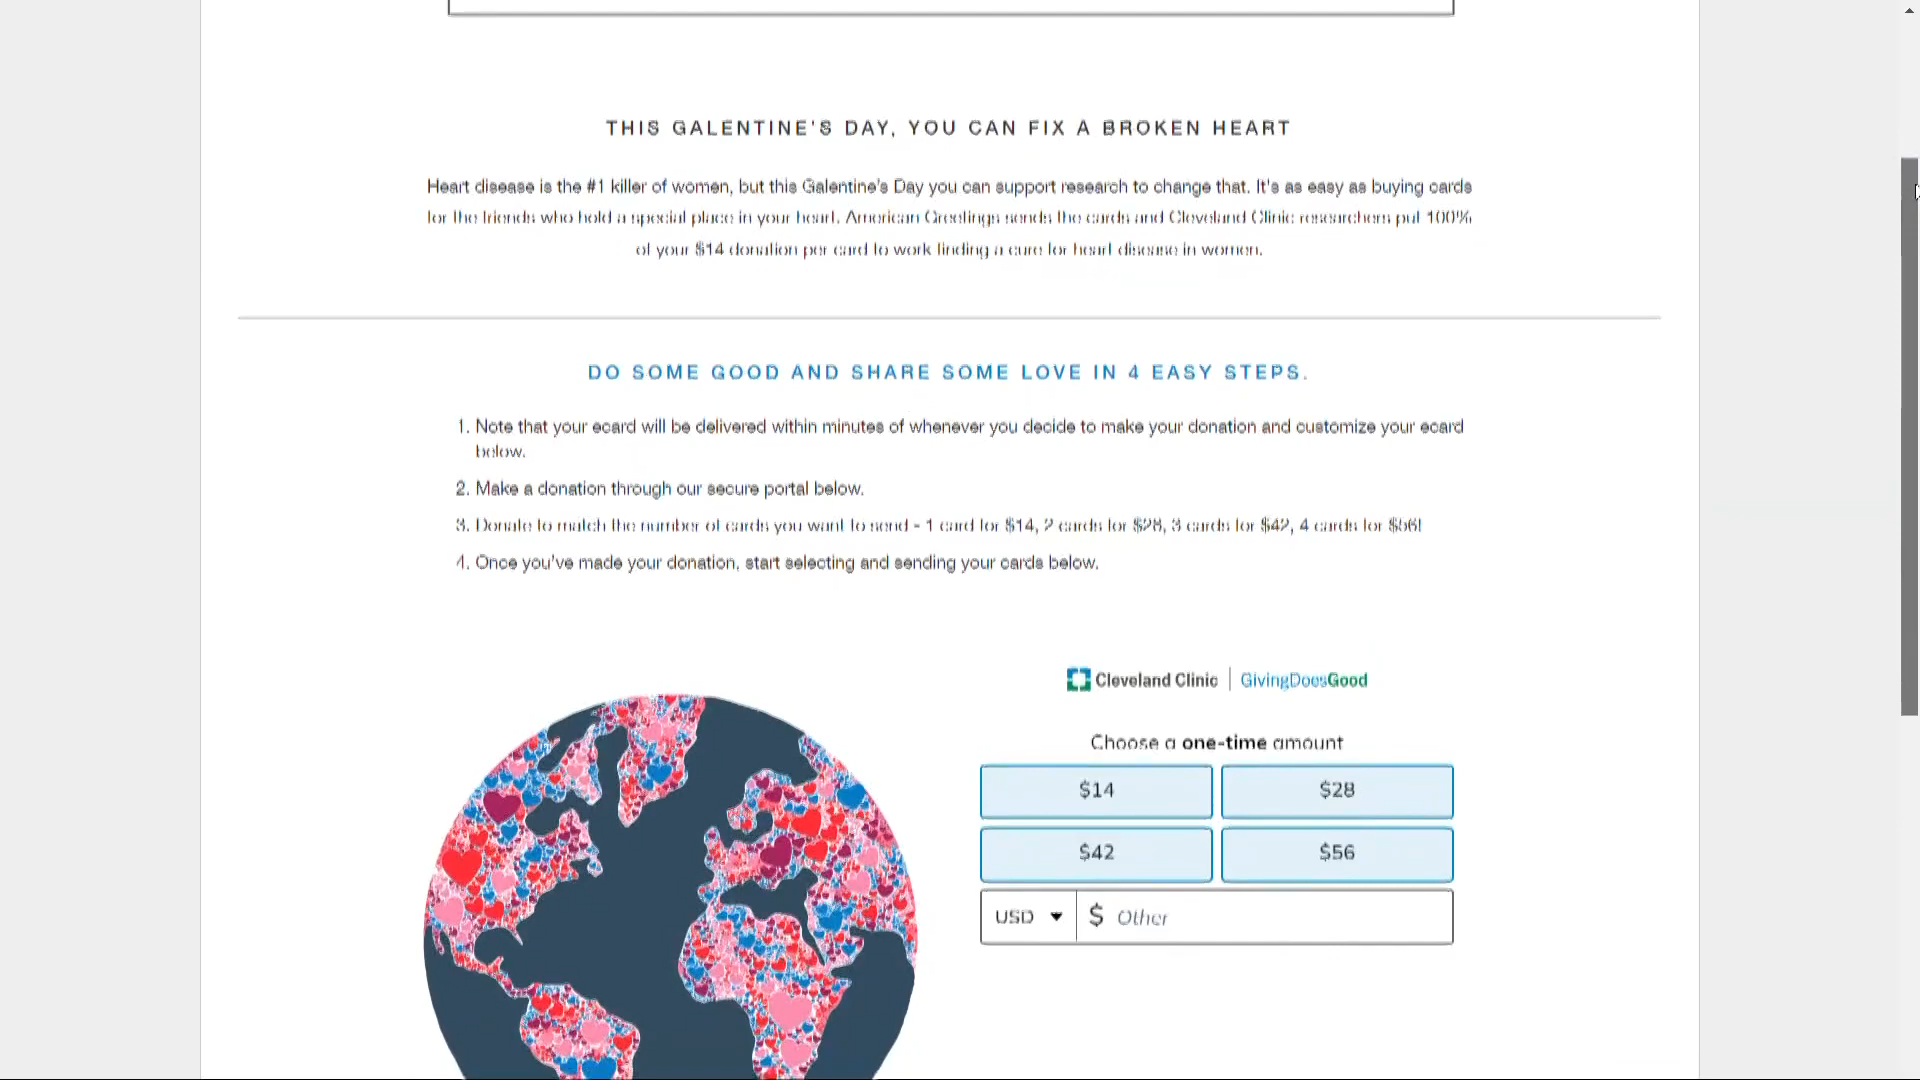 THIS GALENTINE'S DAY, YOU CAN FIX A BROKEN HEART
Heart disease is the #1 killer of women, but this Galentine's Day you can support research to change that. It's as easy as buying cards
for the friends who hold a special place in your heart. American Greetings sends the cards and Cleveland Clinic researchers put 100%
of your $14 donation per card to work finding a cure for heart disease in women.
DO SOME GOOD AND SHARE SOME LOVE IN 4 EASY STEPS.
1. Note that your ecard will be delivered within minutes of whenever you decide to make your donation and customize your ecard
below.
2. Make a donation through our secure portal below.
3. Donate to match the number of cards you want to send - 1 card for $14, 2 cards for $28, 3 cards for $42, 4 cards for $56!
4. Once you've made your donation, start selecting and sending your cards below.
Cleveland Clinic | GivingDoesGood
Choose a one-time amount
$14 $28
$42 $56
USD $ Other